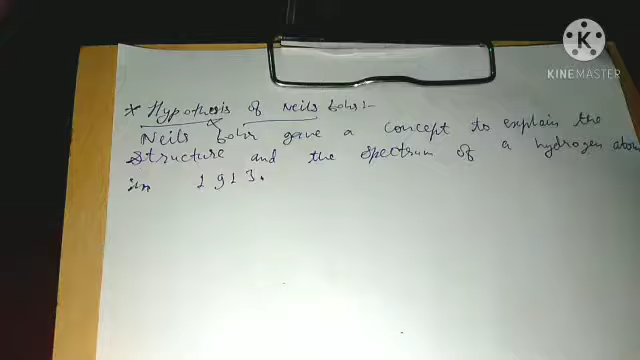 * Hypothesis of Neils bohr:-
Neils bohr gave a concept to explain the
structure and the spectrum of a hydrogen atom
in 1913.
K
KINEMASTER